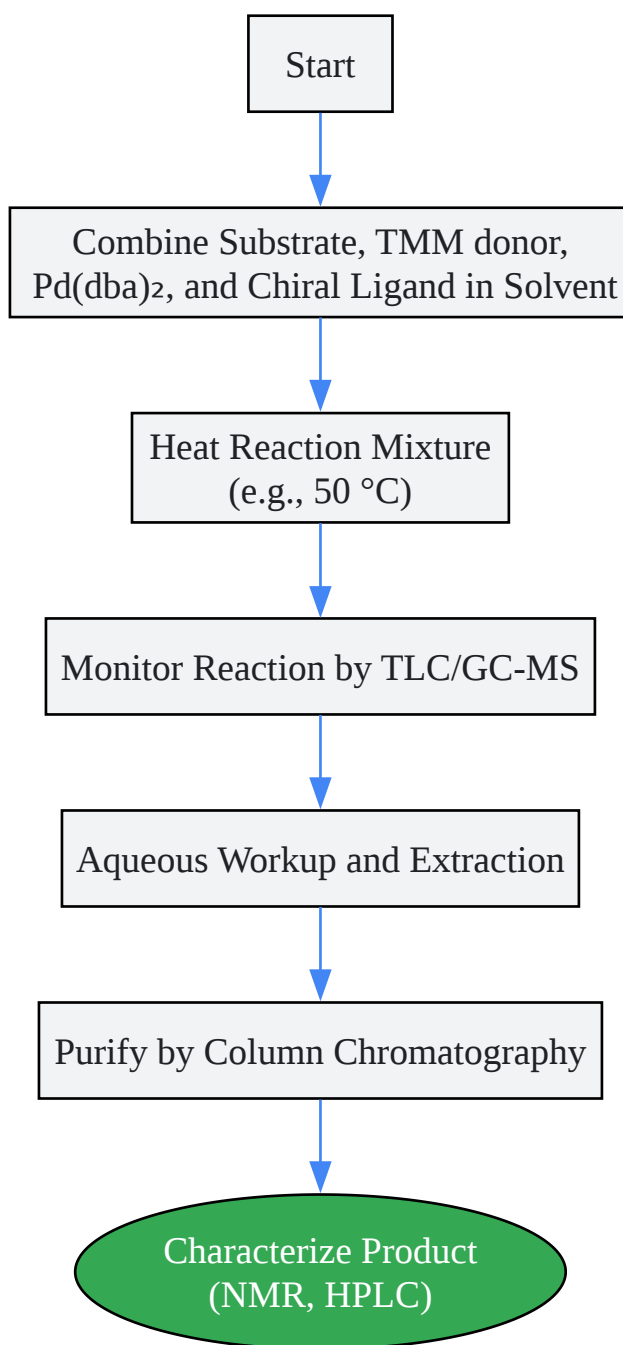 Start
Combine Substrate, TMM donor,
Pd(dba)₂, and Chiral Ligand in Solvent
Heat Reaction Mixture
(e.g., 50 °C)
Monitor Reaction by TLC/GC-MS
Aqueous Workup and Extraction
Purify by Column Chromatography
Characterize Product
(NMR, HPLC)